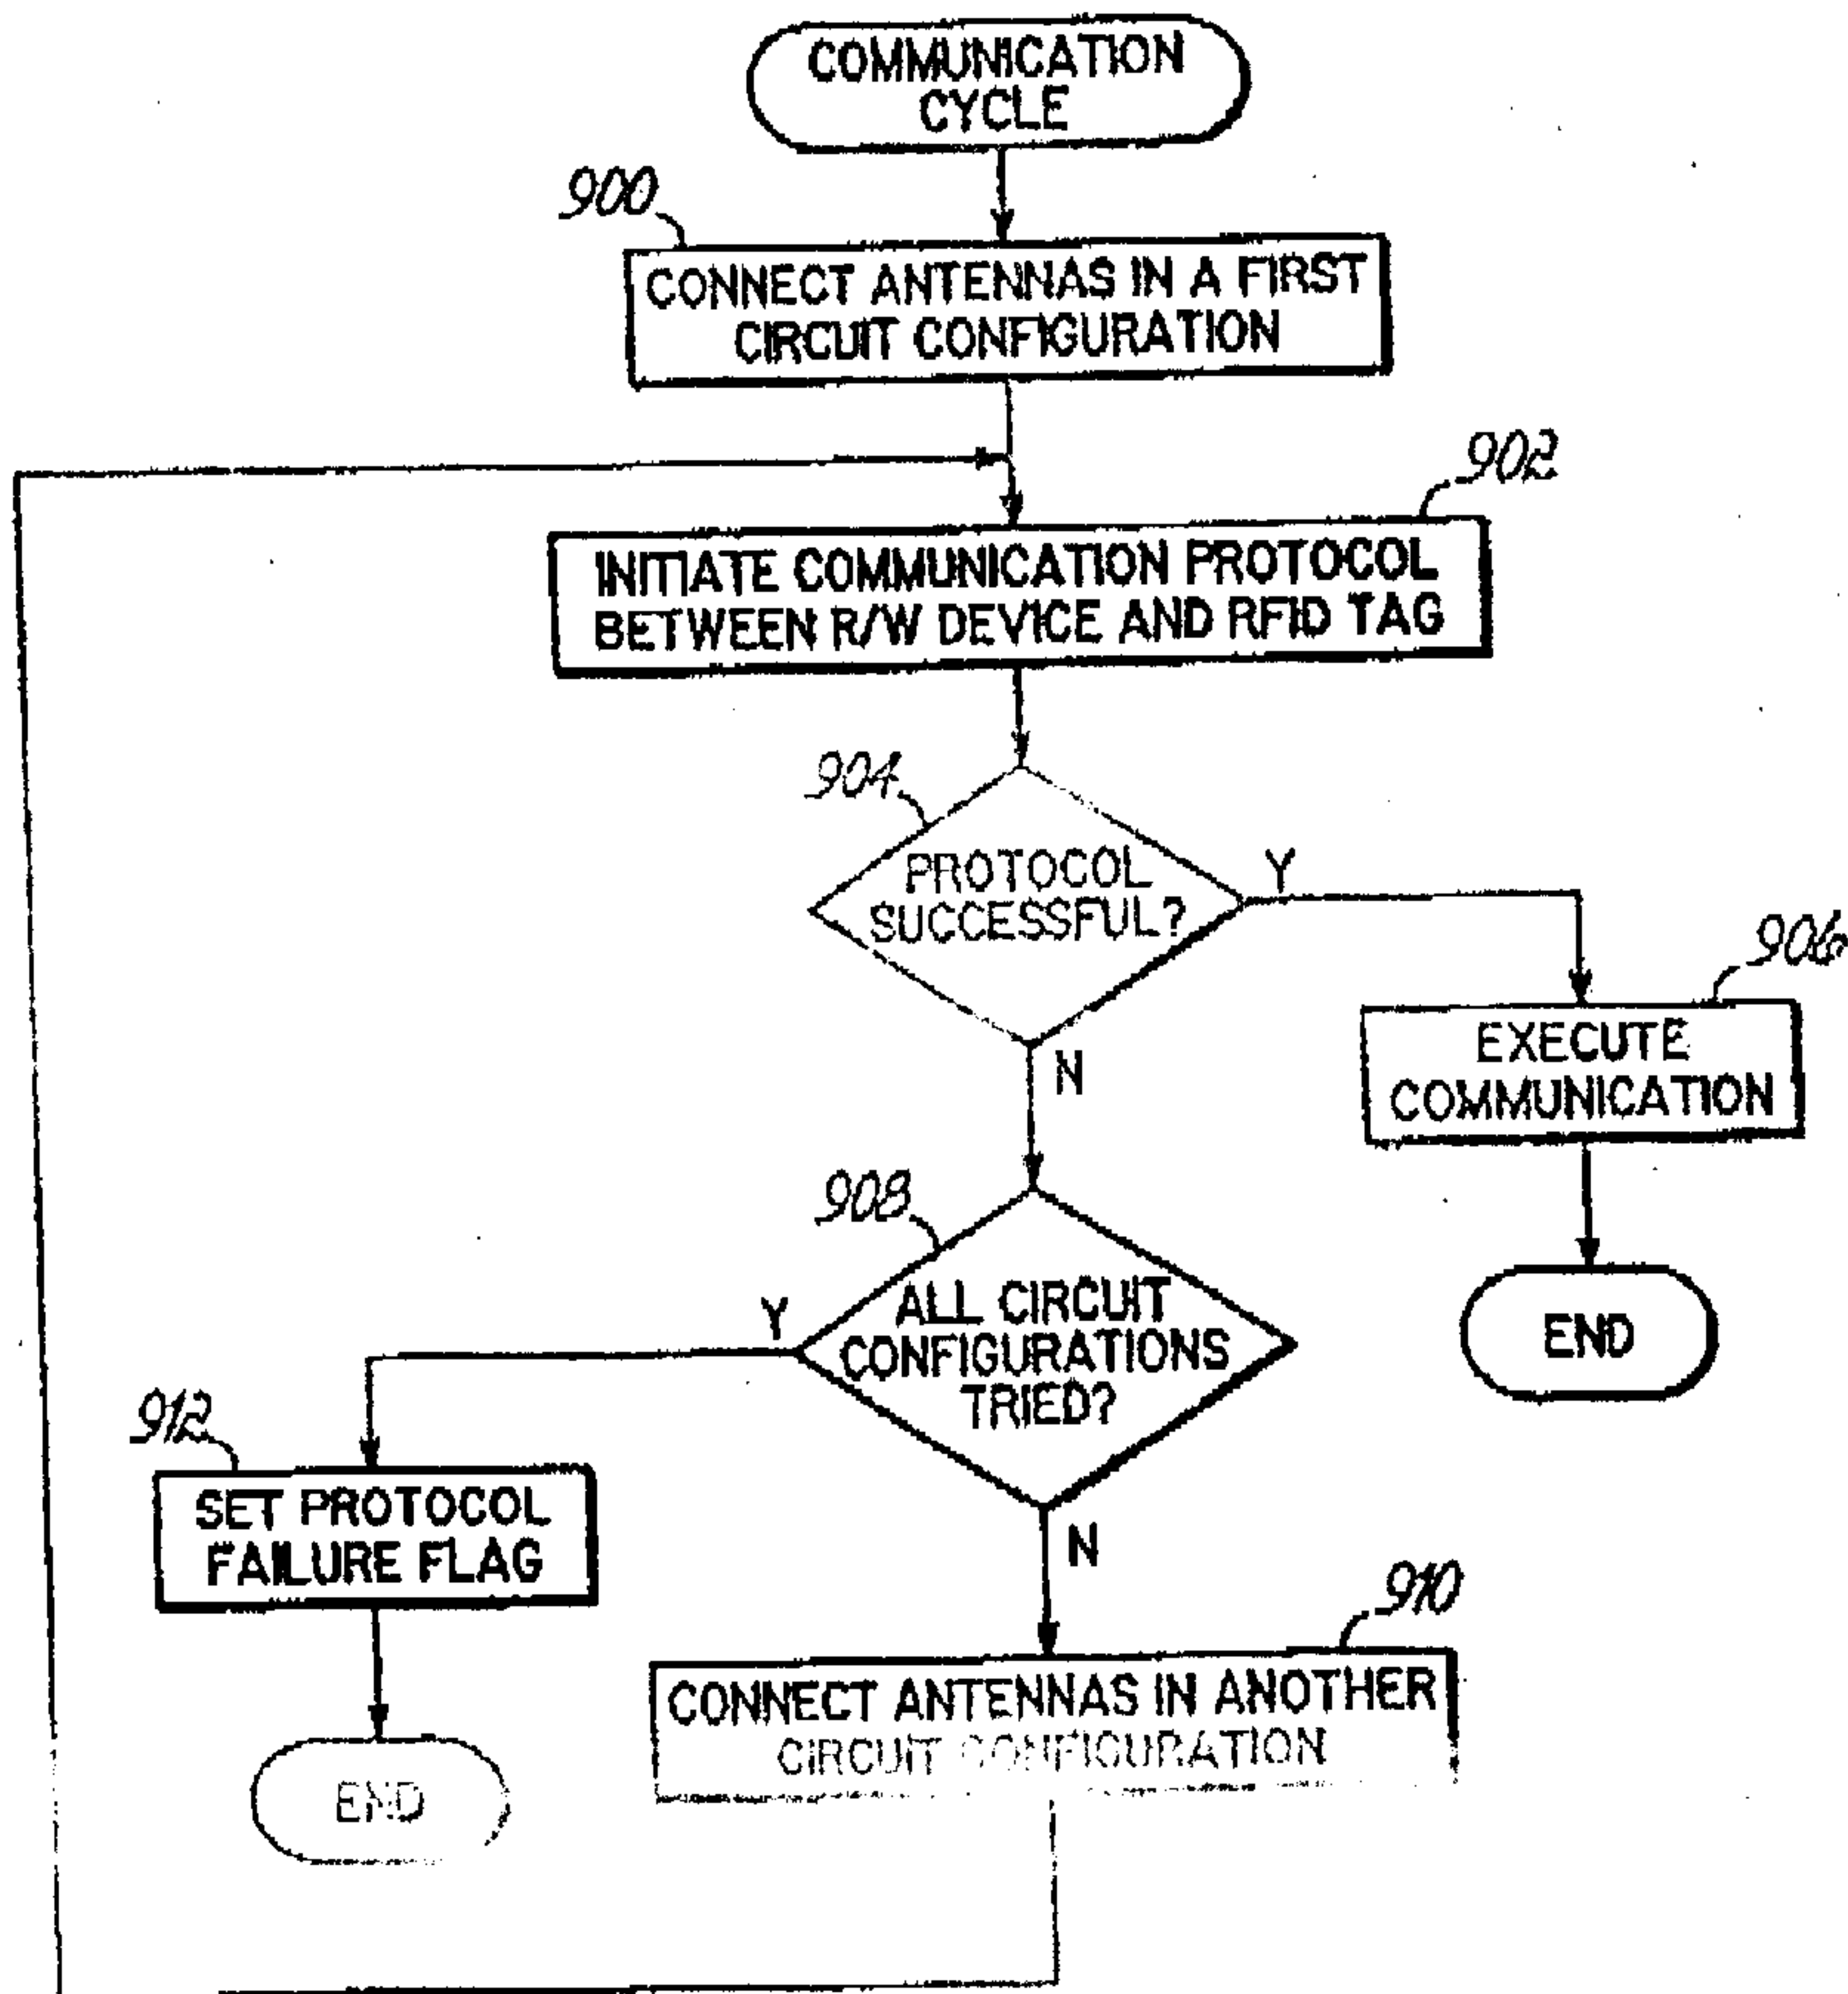 COMMUNICATION
CYCLE
900
CONNECT ANTENNAS IN A FIRST
CIRCUIT CONFIGURATION
902
INITIATE COMMUNICATION PROTOCOL
BETWEEN R/W DEVICE AND RFID TAG
904
PROTOCOL
SUCCESSFUL?
Y
906
EXECUTE
COMMUNICATION
N
END
908
ALL CIRCUIT
CONFIGURATIONS
TRIED?
Y
912
SET PROTOCOL
FAILURE FLAG
N
910
CONNECT ANTENNAS IN ANOTHER
CIRCUIT CONFIGURATION
END